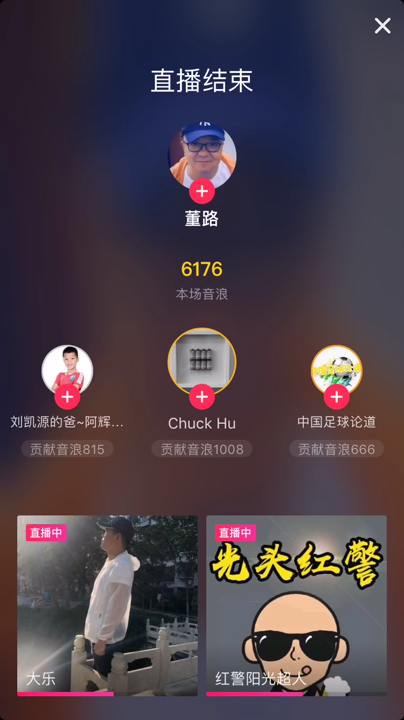 直播结束
董路
6176
本场音浪
刘凯源的爸~阿辉...
Chuck Hu
中国足球论道
贡献音浪815
贡献音浪1008
贡献音浪666
直播中
直播中
光头红警
大乐
红警阳光超人